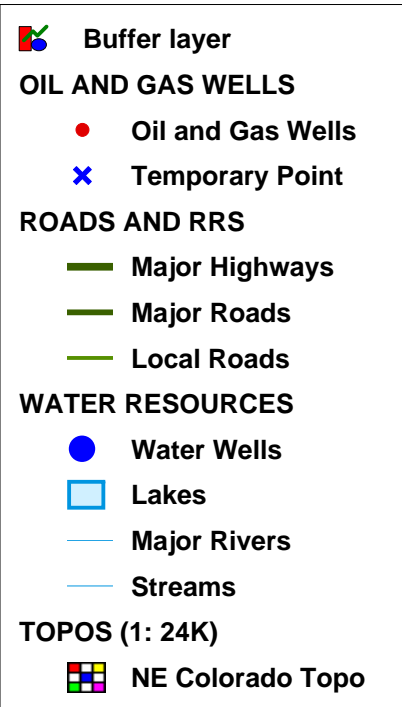 Buffer layer
OIL AND GAS WELLS
Oil and Gas Wells
Temporary Point
ROADS AND RRS
Major Highways
Major Roads
Local Roads
WATER RESOURCES
Water Wells
Lakes
Major Rivers
Streams
TOPOS (1: 24K)
NE Colorado Topo